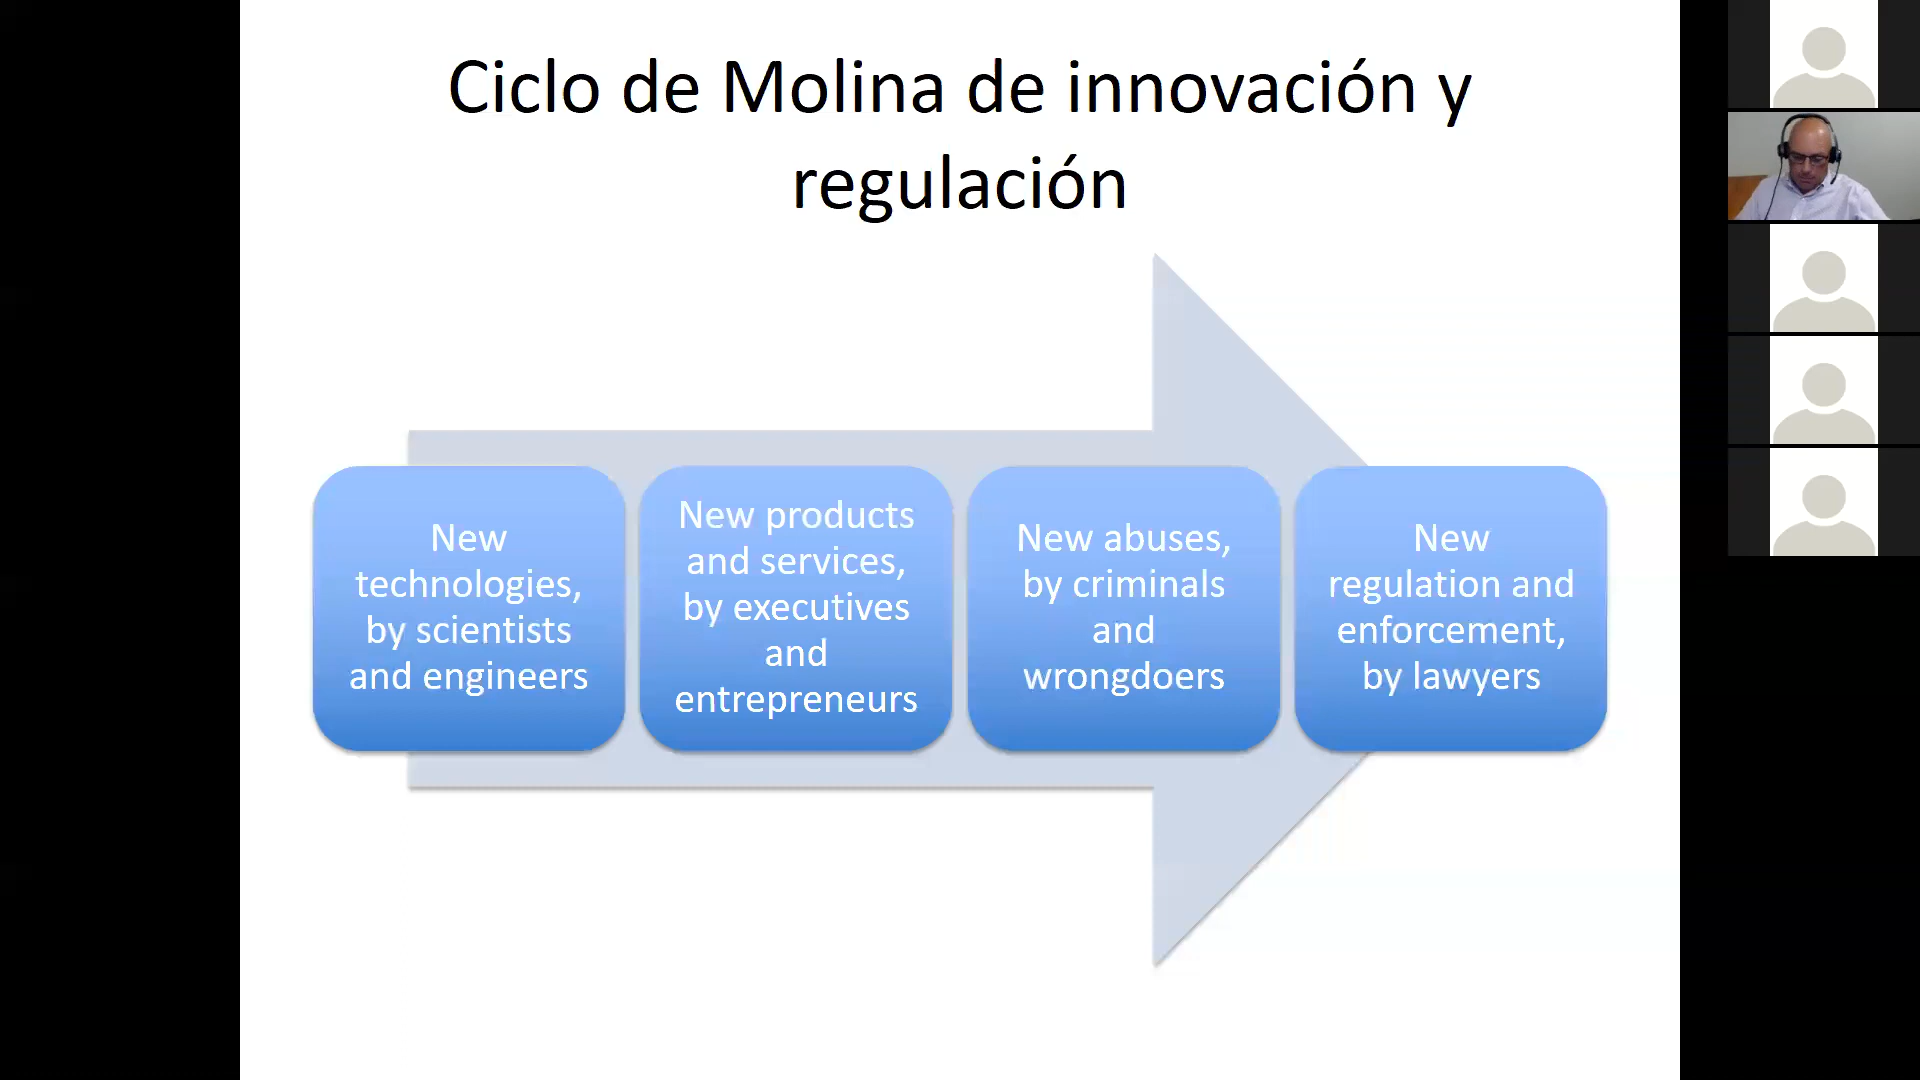 Ciclo de Molina de innovación y
regulación
New
technologies,
by scientists
and engineers
New products
and services,
by executives
and
entrepreneurs
New abuses,
by criminals
and
wrongdoers
New
regulation and
enforcement,
by lawyers